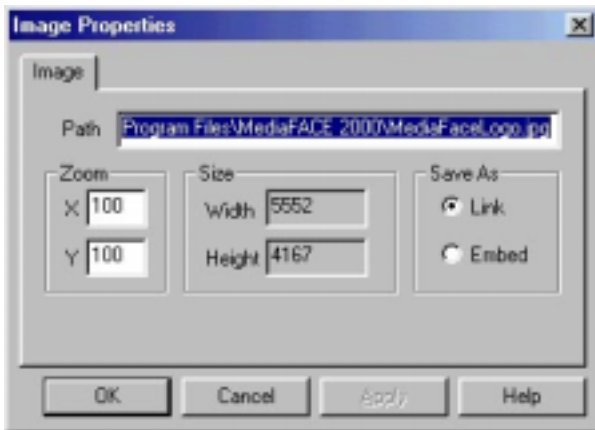 Image Properties
Image
Path Program Files\MediaFACE 2000\MediaFaceLogo.jpg
Zoom
X 100
Y 100
Size
Width 5552
Height 4167
Save As
Link
Embed
OK Cancel Apply Help